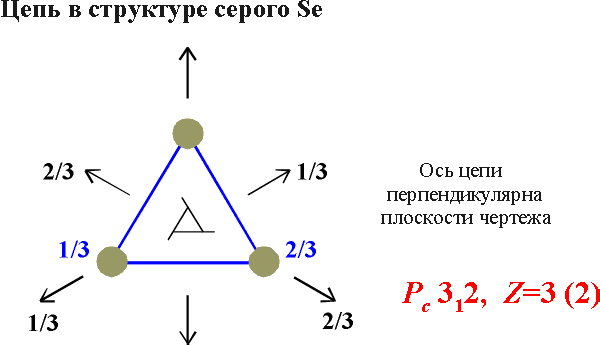 Цепь в структуре серого Se
2/3
1/3
Ось цепи
перпендикулярна
плоскости чертежа
1/3
2/3
1/3
2/3
Pc 312, Z=3 (2)